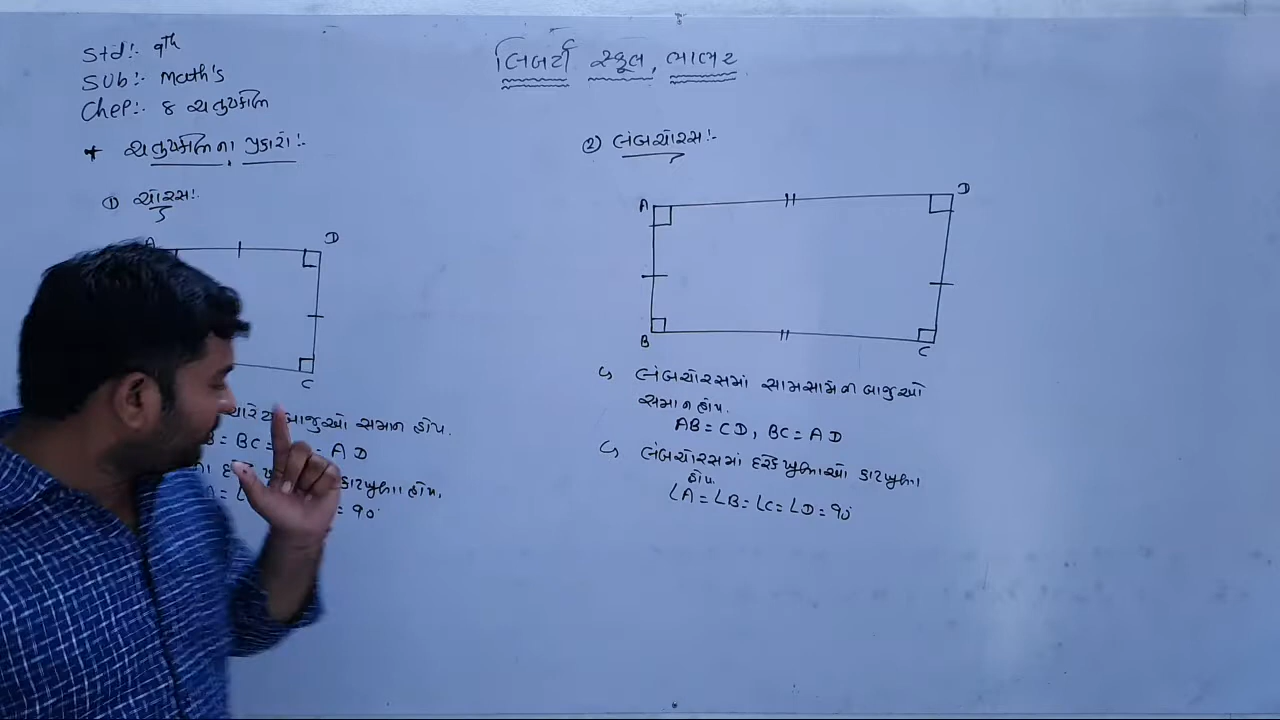 Std:- 9th
Sub:- Math's
Chep:- 8 ચતુષ્કોણ
લિબર્ટી સ્કૂલ, ભાભર
* ચતુષ્કોણના પ્રકારો:-
① ચોરસ:-
A
D
C
ચારેય બાજુઓ સમાન હોય.
B = BC = = AD
કાટખુણા હોય.
= 90°
② લંબચોરસ:-
A
D
B
C
↳ લંબચોરસમાં સામસામેની બાજુઓ
સમાન હોય.
AB = CD, BC = AD
↳ લંબચોરસમાં દરેક ખુણાઓ કાટખુણા
હોય.
∠A = ∠B = ∠C = ∠D = 90°